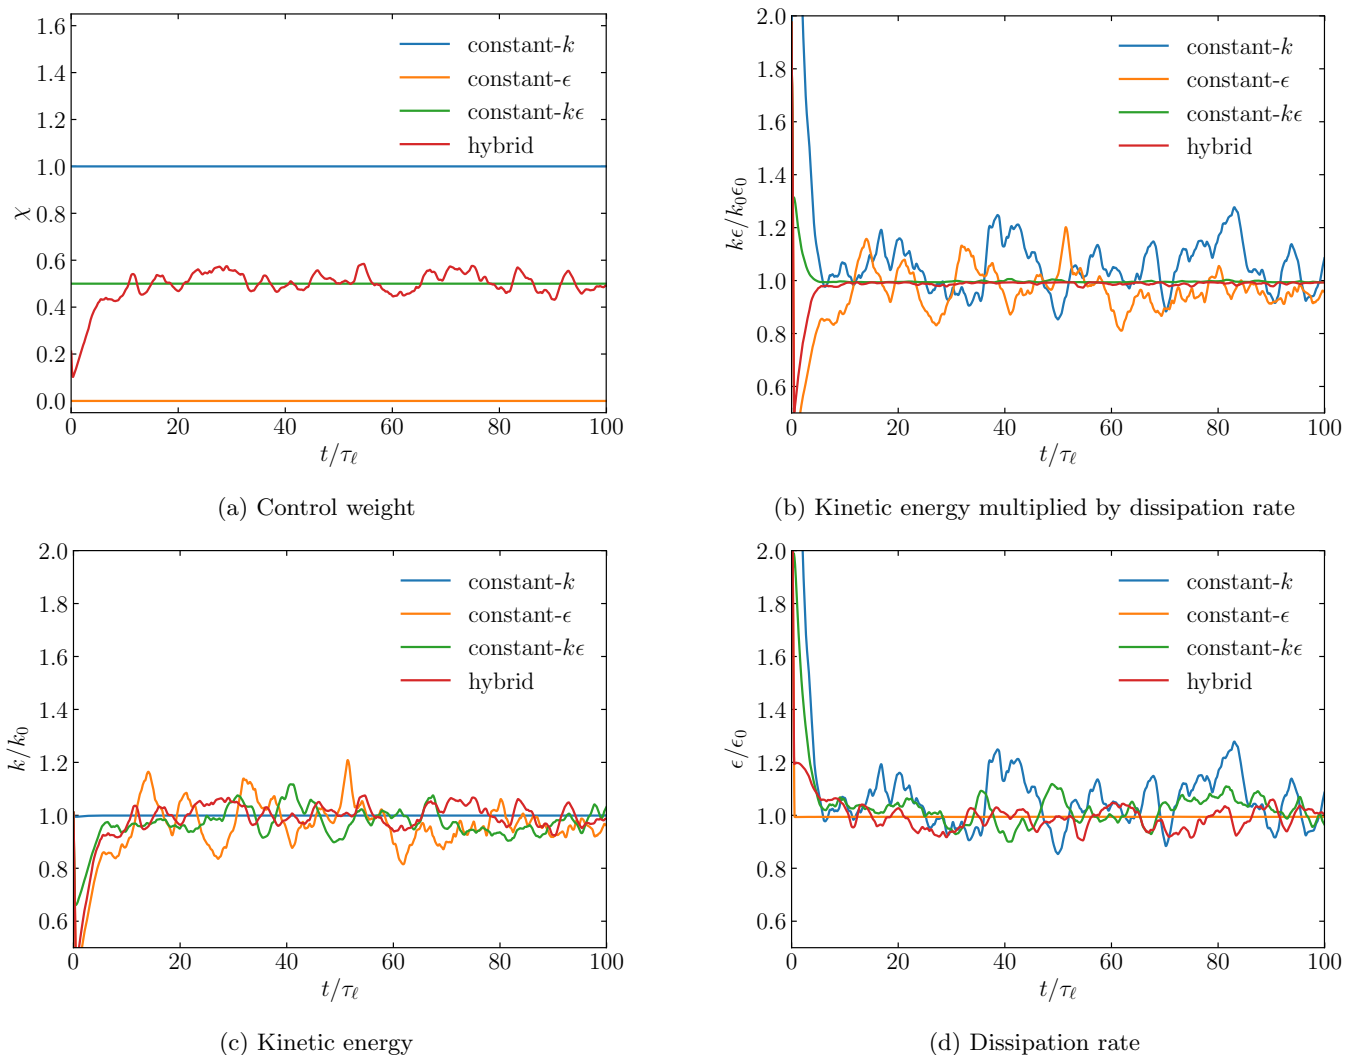 1.6
1.4
1.2
1.0
0.8
0.6
0.4
0.2
0.0
χ
constant-k
constant-ϵ
constant-kϵ
hybrid
0 20 40 60 80 100
t/τℓ
(a) Control weight
2.0
1.8
1.6
1.4
1.2
1.0
0.8
0.6
kϵ/k₀ϵ₀
constant-k
constant-ϵ
constant-kϵ
hybrid
0 20 40 60 80 100
t/τℓ
(b) Kinetic energy multiplied by dissipation rate
2.0
1.8
1.6
1.4
1.2
1.0
0.8
0.6
k/k₀
constant-k
constant-ϵ
constant-kϵ
hybrid
0 20 40 60 80 100
t/τℓ
(c) Kinetic energy
2.0
1.8
1.6
1.4
1.2
1.0
0.8
0.6
ϵ/ϵ₀
constant-k
constant-ϵ
constant-kϵ
hybrid
0 20 40 60 80 100
t/τℓ
(d) Dissipation rate